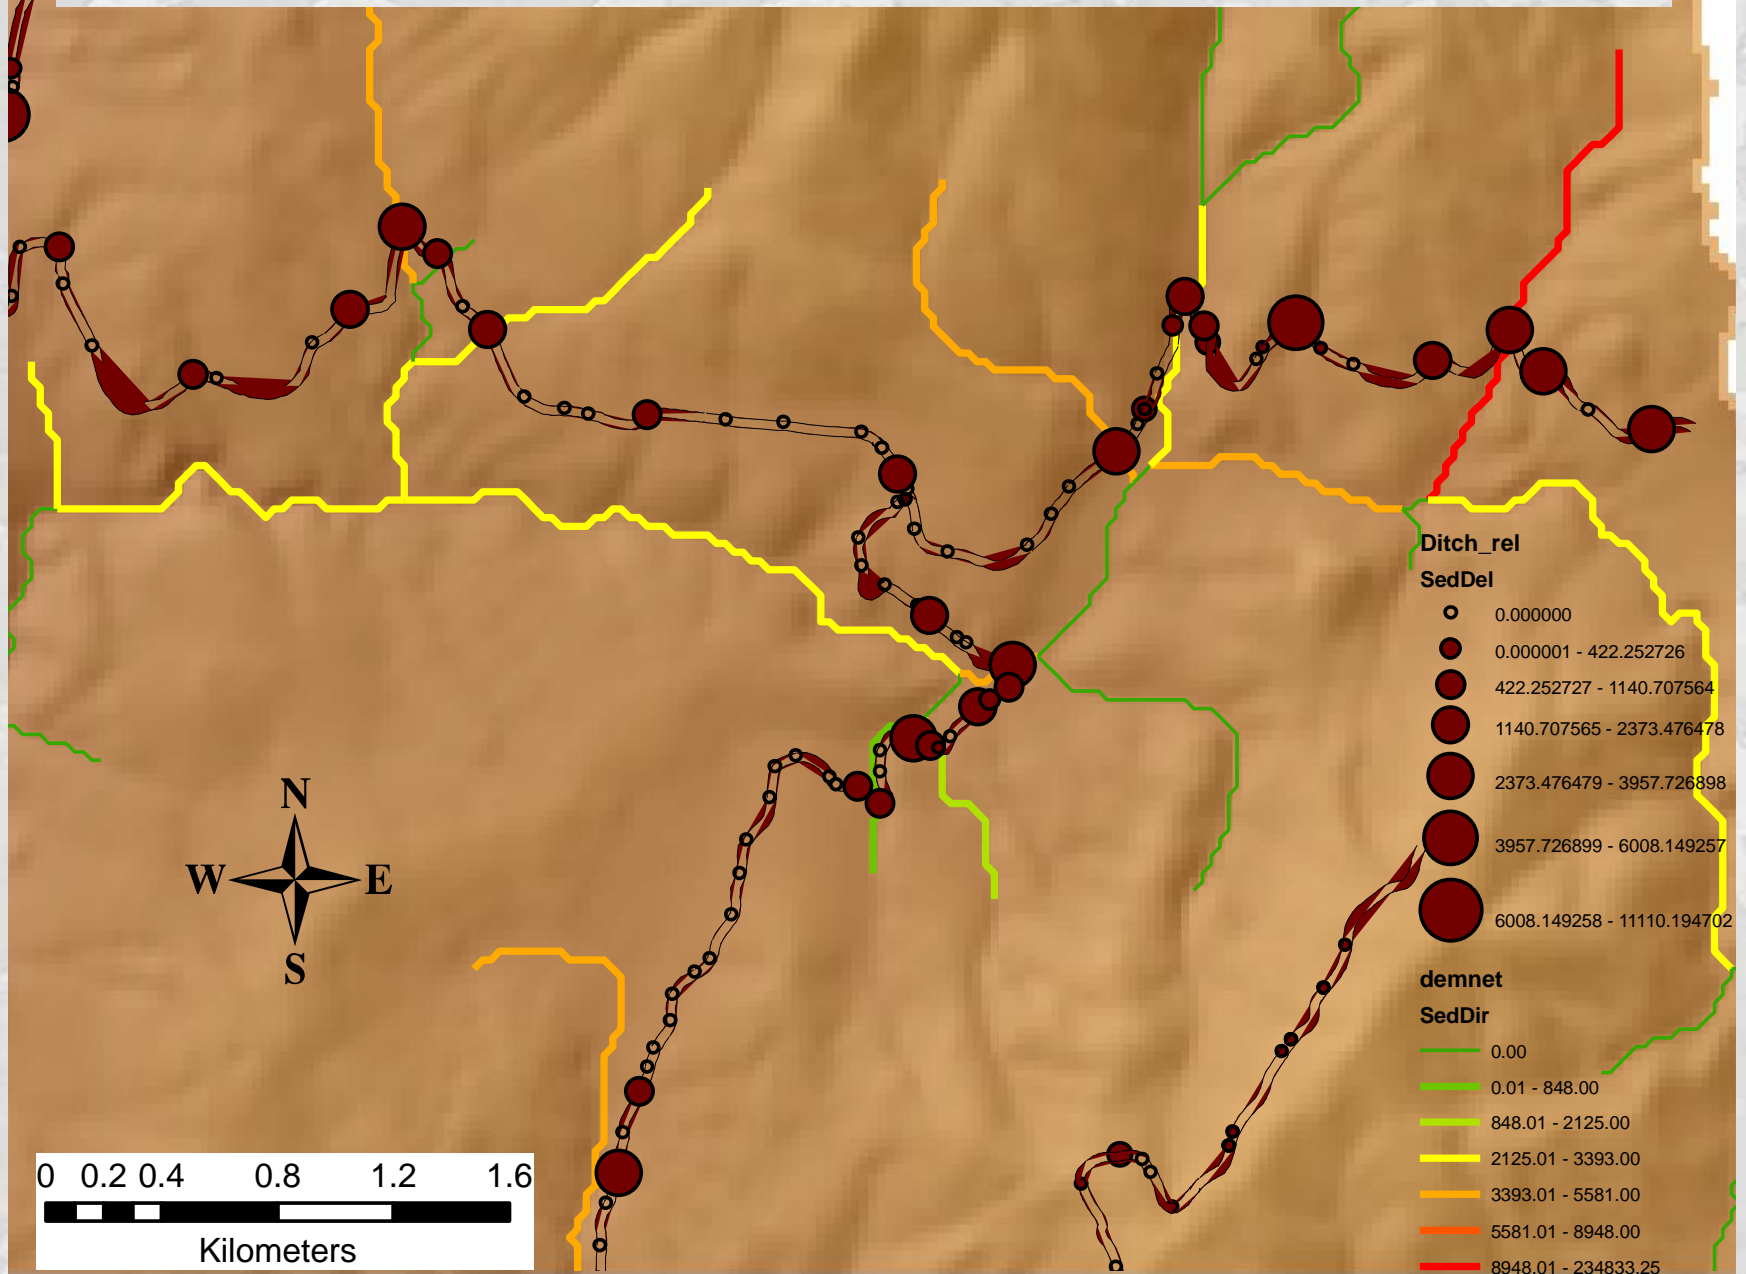 N
W E
S
0 0.2 0.4 0.8 1.2 1.6
Kilometers
Ditch_rel
SedDel
0.000000
0.000001 - 422.252726
422.252727 - 1140.707564
1140.707565 - 2373.476478
2373.476479 - 3957.726898
3957.726899 - 6008.149257
6008.149258 - 11110.194702
demnet
SedDir
0.00
0.01 - 848.00
848.01 - 2125.00
2125.01 - 3393.00
3393.01 - 5581.00
5581.01 - 8948.00
8948.01 - 234833.25